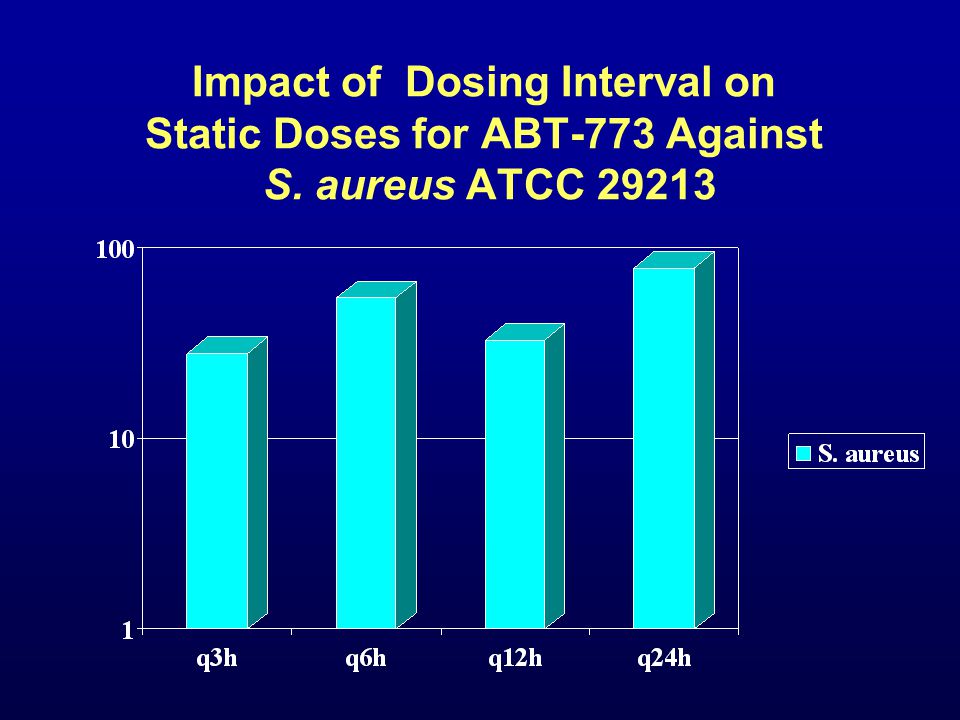 Impact of  Dosing Interval on
Static Doses for ABT-773 Against
S. aureus ATCC 29213
100
10
1
q3h q6h q12h q24h
S. aureus